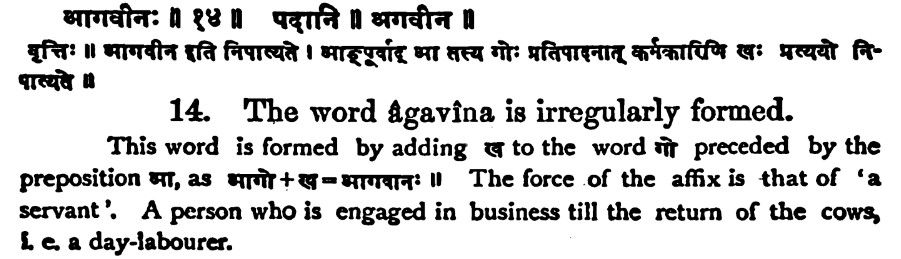 आगवीनः ॥ १४ ॥ पदानि ॥ अगवीन ॥
वृत्तिः ॥ आगवीन इति निपात्यते । आङ्पूर्वाद् आ तस्य गोः प्रतिपादनात् कर्मकारिणि खः प्रत्ययो नि-
पात्यते ॥
14. The word âgavîna is irregularly formed.
This word is formed by adding ख to the word गो preceded by the
preposition आ, as आगो+ख=आगवानः ॥ The force of the affix is that of 'a
servant'. A person who is engaged in business till the return of the cows,
i. e. a day-labourer.